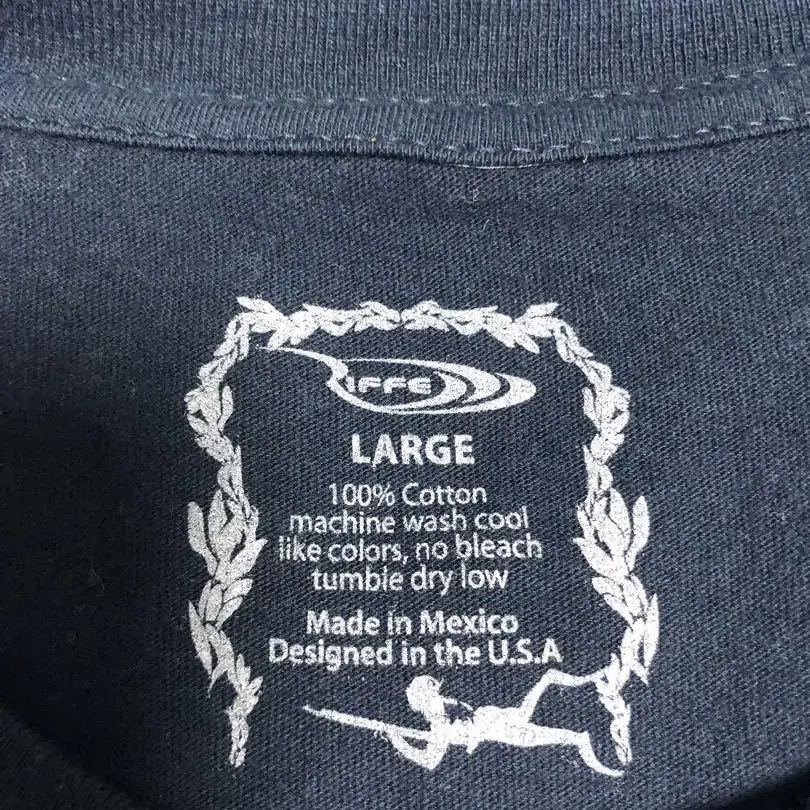 RIFFE
LARGE
100% Cotton
machine wash cool
like colors, no bleach
tumble dry low
Made in Mexico
Designed in the U.S.A